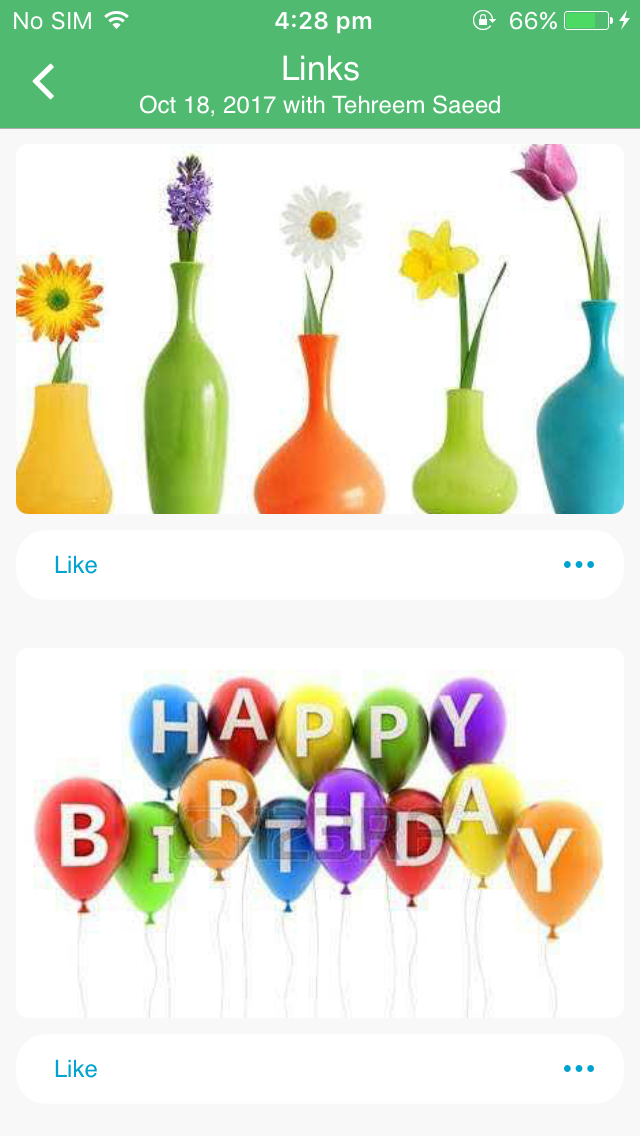 No SIM 4:28 pm 66%
Links
Oct 18, 2017 with Tehreem Saeed
Like
HAPPY
BIRTHDAY
Like